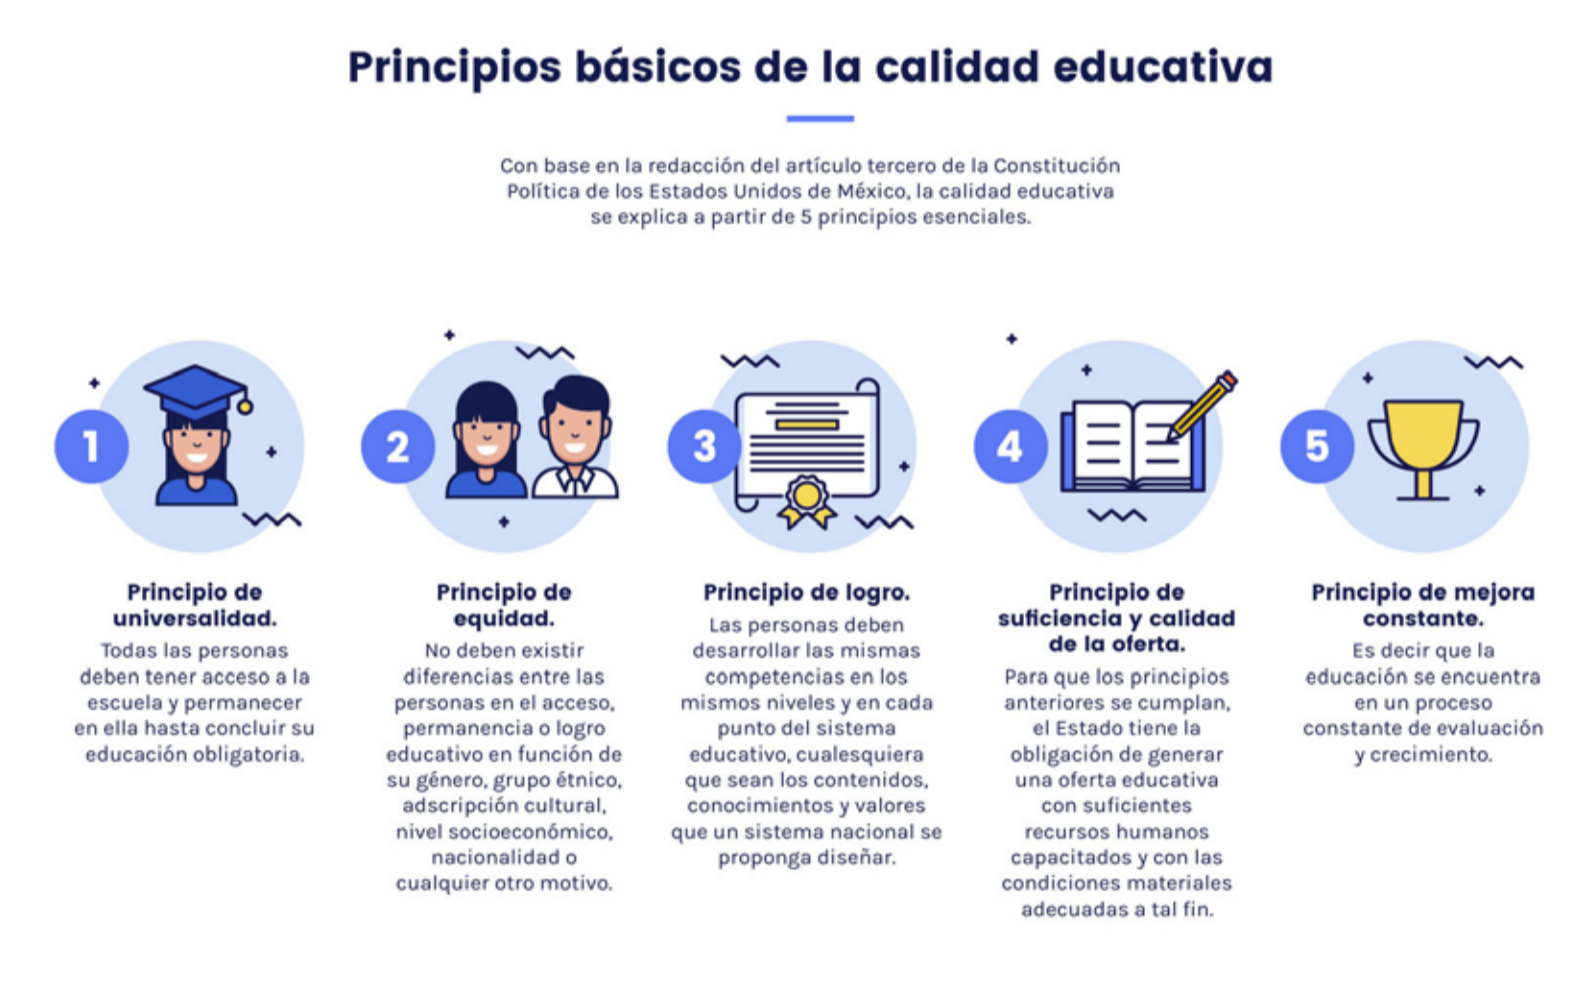 Principios básicos de la calidad educativa
Con base en la redacción del artículo tercero de la Constitución
Política de los Estados Unidos de México, la calidad educativa
se explica a partir de 5 principios esenciales.
1
Principio de
universalidad.
Todas las personas
deben tener acceso a la
escuela y permanecer
en ella hasta concluir su
educación obligatoria.
2
Principio de
equidad.
No deben existir
diferencias entre las
personas en el acceso,
permanencia o logro
educativo en función de
su género, grupo étnico,
adscripción cultural,
nivel socioeconómico,
nacionalidad o
cualquier otro motivo.
3
Principio de logro.
Las personas deben
desarrollar las mismas
competencias en los
mismos niveles y en cada
punto del sistema
educativo, cualesquiera
que sean los contenidos,
conocimientos y valores
que un sistema nacional se
proponga diseñar.
4
Principio de
suficiencia y calidad
de la oferta.
Para que los principios
anteriores se cumplan,
el Estado tiene la
obligación de generar
una oferta educativa
con suficientes
recursos humanos
capacitados y con las
condiciones materiales
adecuadas a tal fin.
5
Principio de mejora
constante.
Es decir que la
educación se encuentra
en un proceso
constante de evaluación
y crecimiento.